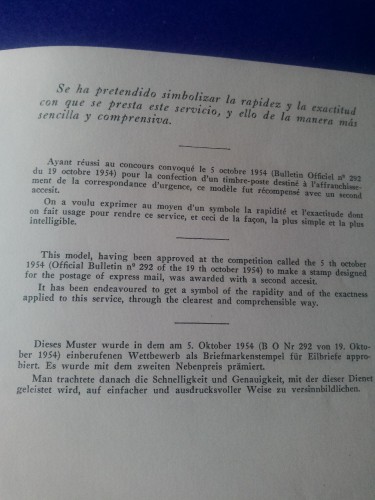 Se ha pretendido simbolizar la rapidez y la exactitud
con que se presta este servicio, y ello de la manera más
sencilla y comprensiva.
Ayant réussi au concours convoqué le 5 octobre 1954 (Bulletin Officiel nº 292
du 19 octobre 1954) pour la confection d'un timbre-poste destiné à l'affranchisse-
ment de la correspondance d'urgence, ce modèle fut récompensé avec un second
accesit.
On a voulu exprimer au moyen d'un symbole la rapidité et l'exactitude dont
on fait usage pour rendre ce service, et ceci de la façon, la plus simple et la plus
intelligible.
This model, having been approved at the competition called the 5 th october
1954 (Official Bulletin nº 292 of the 19 th october 1954) to make a stamp designed
for the postage of express mail, was awarded with a second accesit.
It has been endeavoured to get a symbol of the rapidity and of the exactness
applied to this service, through the clearest and comprehensible way.
Dieses Muster wurde in dem am 5. Oktober 1954 (B O Nr 292 von 19. Oktu-
ber 1954) einberufenen Wettbewerb als Briefmarkenstempel für Eilbriefe appro-
biert. Es wurde mit dem zweiten Nebenpreis prämiert.
Man trachtete danach die Schnelligkeit und Genauigkeit, mit der dieser Dienst
geleistet wird, auf einfacher und ausdrucksvoller Weise zu versinnbildlichen.